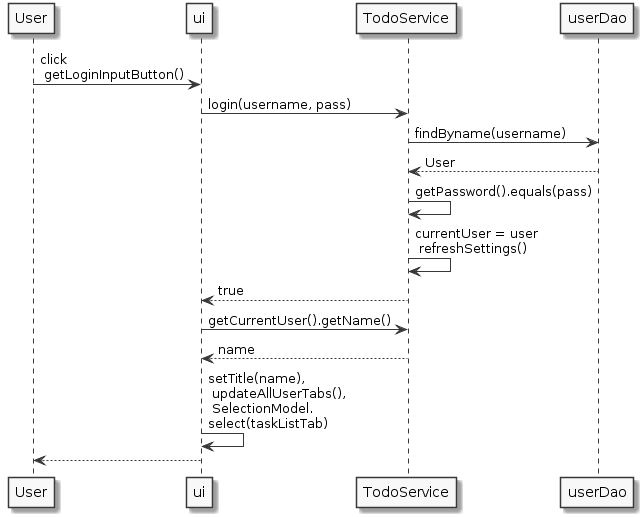 User
ui
TodoService
userDao
click
getLoginInputButton()
login(username, pass)
findByname(username)
User
getPassword().equals(pass)
currentUser = user
refreshSettings()
true
getCurrentUser().getName()
name
setTitle(name),
updateAllUserTabs(),
SelectionModel.
select(taskListTab)
User
ui
TodoService
userDao